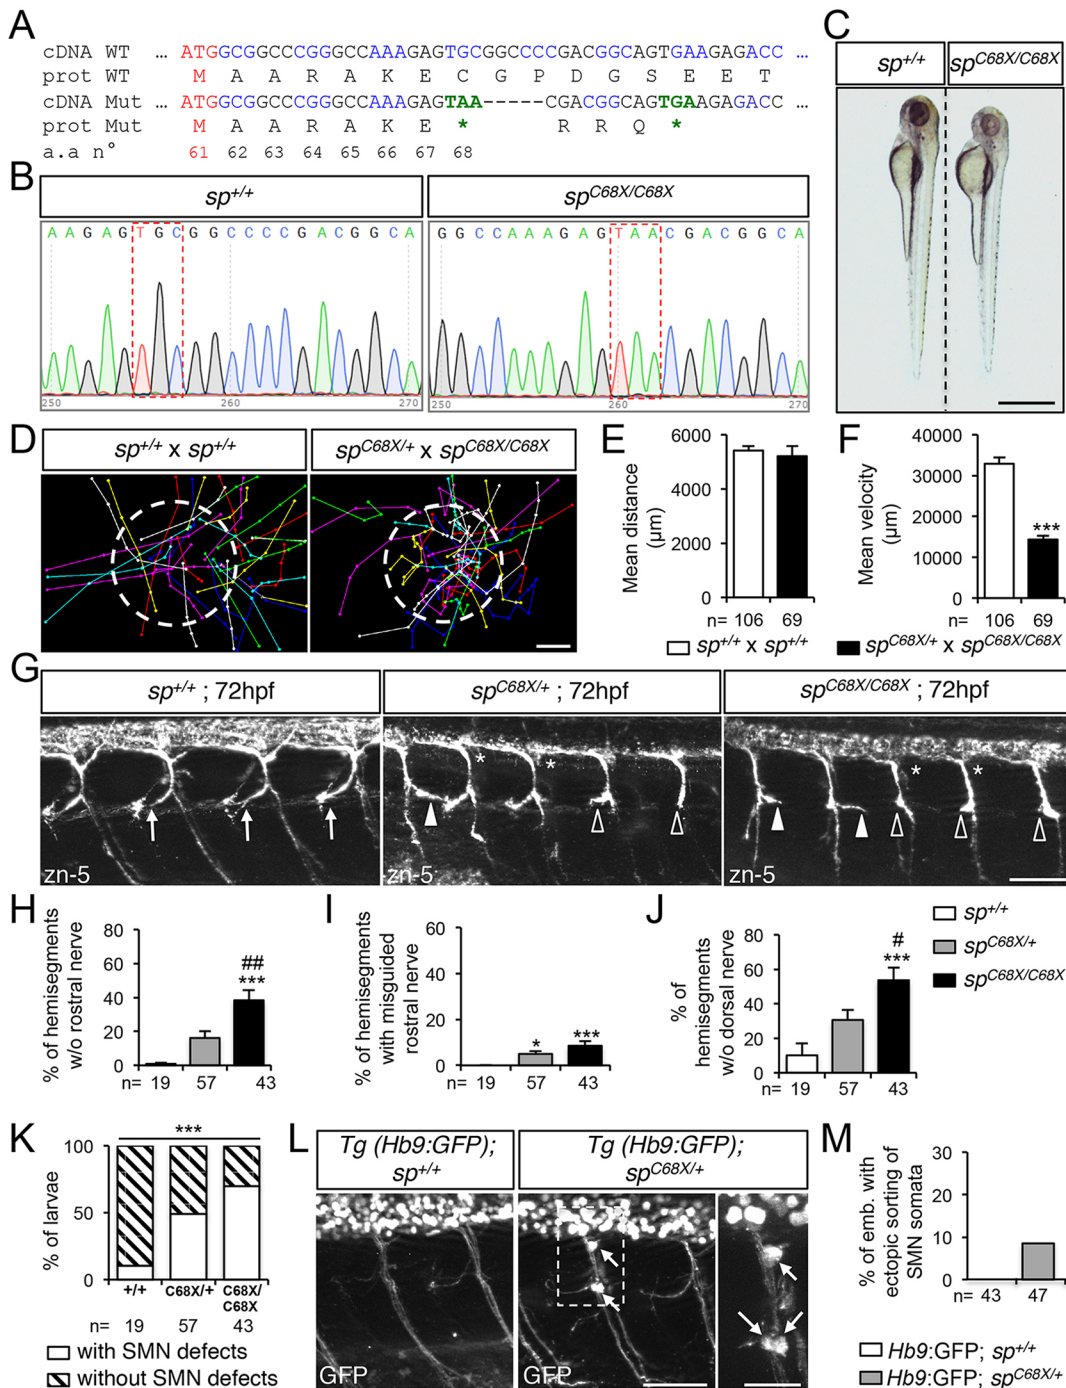 A
cDNA WT ... ATGGCGGCCCGGGCCAAAGAGTGCGGCCCCGACGGCAGTGAAGAGACC ...
prot WT M A A R A K E C G P D G S E E T
cDNA Mut ... ATGGCGGCCCGGGCCAAAGAGTAA-----CGACGGCAGTGAAGAGACC ...
prot Mut M A A R A K E * R R Q *
a.a n° 61 62 63 64 65 66 67 68
B
sp+/+
spC68X/C68X
AAGAGTGCGGCCCCGACGGCA
GGCCAAAGAGTAACGACGGCA
250 260 270
250 260 270
C
sp+/+ spC68X/C68X
D
sp+/+ x sp+/+
spC68X/+ x spC68X/C68X
E
Mean distance (µm)
6000
4000
2000
0
n= 106 69
F
Mean velocity (µm)
40000
30000
20000
10000
0
***
n= 106 69
sp+/+ x sp+/+
spC68X/+ x spC68X/C68X
G
sp+/+ ; 72hpf
spC68X/+ ; 72hpf
spC68X/C68X ; 72hpf
* *
* *
zn-5
zn-5
zn-5
H
% of hemisegments w/o rostral nerve
80
60
40
20
0
##
***
n= 19 57 43
I
% of hemisegments with misguided rostral nerve
60
40
20
0
* ***
n= 19 57 43
J
% of hemisegments w/o dorsal nerve
80
60
40
20
0
#
***
n= 19 57 43
sp+/+
spC68X/+
spC68X/C68X
K
% of larvae
100
50
0
***
+/+ C68X/+ C68X/C68X
n= 19 57 43
with SMN defects
without SMN defects
L
Tg (Hb9:GFP); sp+/+
Tg (Hb9:GFP); spC68X/+
GFP
GFP
M
% of emb. with ectopic sorting of SMN somata
30
20
10
0
n= 43 47
Hb9:GFP; sp+/+
Hb9:GFP; spC68X/+